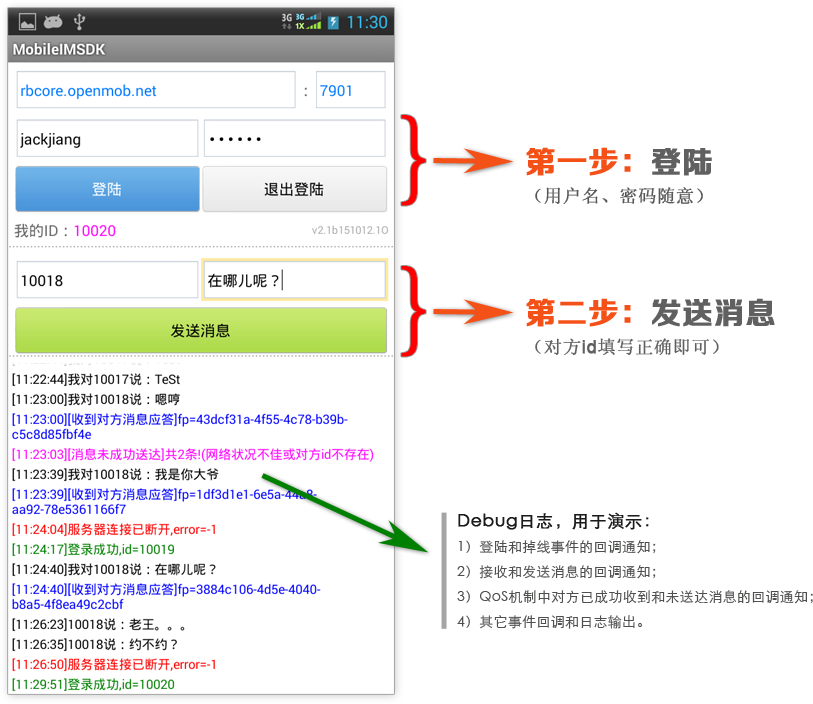 3G 3G 1X 11:30
MobileIMSDK
rbcore.openmob.net : 7901
jackjiang ••••••
登陆 退出登陆
我的ID：10020 v2.1b151012.1O
10018 在哪儿呢？
发送消息
[11:22:44]我对10017说：TeSt
[11:23:00]我对10018说：嗯哼
[11:23:00][收到对方消息应答]fp=43dcf31a-4f55-4c78-b39b-
c5c8d85fbf4e
[11:23:03][消息未成功送达]共2条!(网络状况不佳或对方id不存在)
[11:23:39]我对10018说：我是你大爷
[11:23:39][收到对方消息应答]fp=1df3d1e1-6e5a-44a8-
aa92-78e5361166f7
[11:24:04]服务器连接已断开,error=-1
[11:24:17]登录成功,id=10019
[11:24:40]我对10018说：在哪儿呢？
[11:24:40][收到对方消息应答]fp=3884c106-4d5e-4040-
b8a5-4f8ea49c2cbf
[11:26:23]10018说：老王。。。
[11:26:35]10018说：约不约？
[11:26:50]服务器连接已断开,error=-1
[11:29:51]登录成功,id=10020
第一步：登陆
（用户名、密码随意）
第二步：发送消息
（对方id填写正确即可）
Debug日志，用于演示：
1）登陆和掉线事件的回调通知；
2）接收和发送消息的回调通知；
3）QoS机制中对方已成功收到和未送达消息的回调通知；
4）其它事件回调和日志输出。